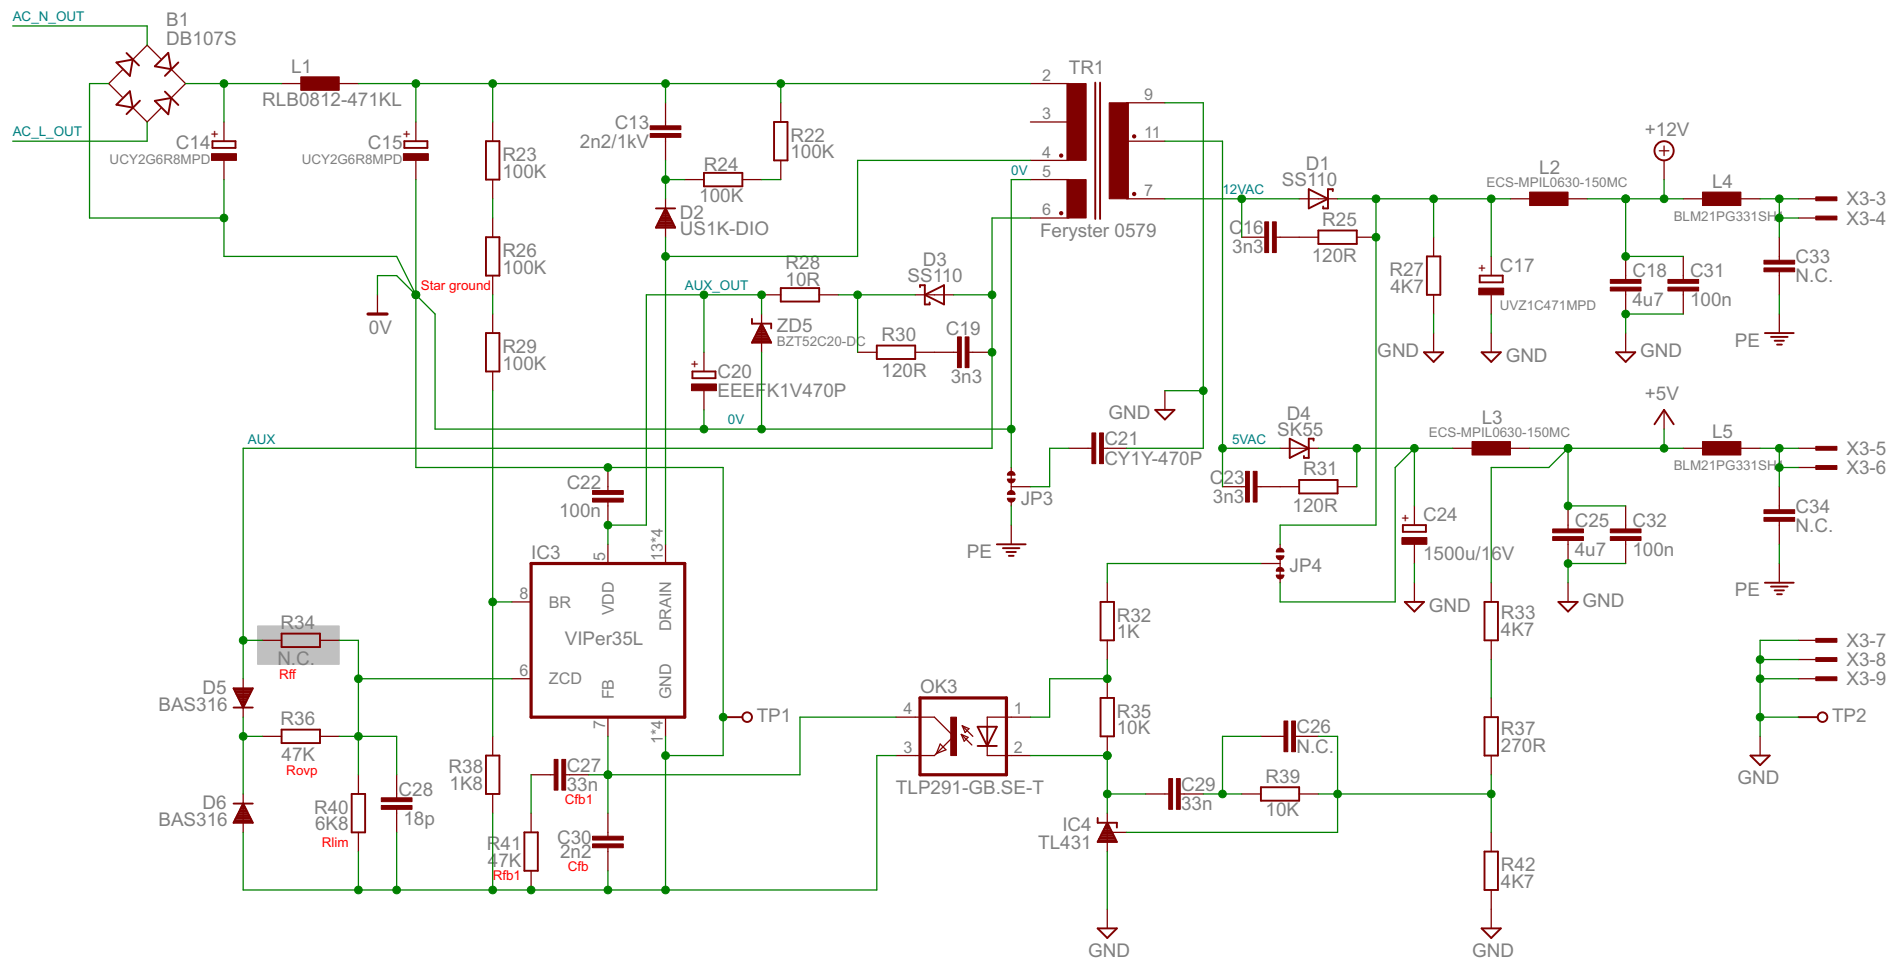 AC_N_OUT
B1
DB107S
AC_L_OUT
L1
RLB0812-471KL
C14
UCY2G6R8MPD
C15
UCY2G6R8MPD
R23
100K
C13
2n2/1kV
R22
100K
R24
100K
D2
US1K-DIO
R26
100K
Star ground
0V
R29
100K
TR1
2
3
4
5
6
9
11
7
0V
Feryster 0579
12VAC
D1
SS110
C16
3n3
R25
120R
L2
ECS-MPIL0630-150MC
+12V
L4
BLM21PG331SH
X3-3
X3-4
R27
4K7
C17
UVZ1C471MPD
C18
4u7
C31
100n
C33
N.C.
GND
GND
GND
PE
AUX_OUT
R28
10R
D3
SS110
ZD5
BZT52C20-DC
R30
120R
C19
3n3
C20
EEEFK1V470P
0V
AUX
GND
C21
CY1Y-470P
JP3
PE
5VAC
D4
SK55
C23
3n3
R31
120R
L3
ECS-MPIL0630-150MC
+5V
L5
BLM21PG331SH
X3-5
X3-6
C24
1500u/16V
C25
4u7
C32
100n
C34
N.C.
JP4
GND
GND
PE
C22
100n
IC3
5
13*4
8
BR
VDD
DRAIN
VIPer35L
6
ZCD
FB
GND
7
1*4
R34
N.C.
Rff
D5
BAS316
R36
47K
Rovp
D6
BAS316
R40
6K8
Rlim
C28
18p
R38
1K8
C27
33n
Cfb1
R41
47K
Rfb1
C30
2n2
Cfb
TP1
OK3
4
3
1
2
TLP291-GB.SE-T
R32
1K
R35
10K
C26
N.C.
C29
33n
R39
10K
IC4
TL431
GND
R33
4K7
R37
270R
R42
4K7
GND
X3-7
X3-8
X3-9
TP2
GND